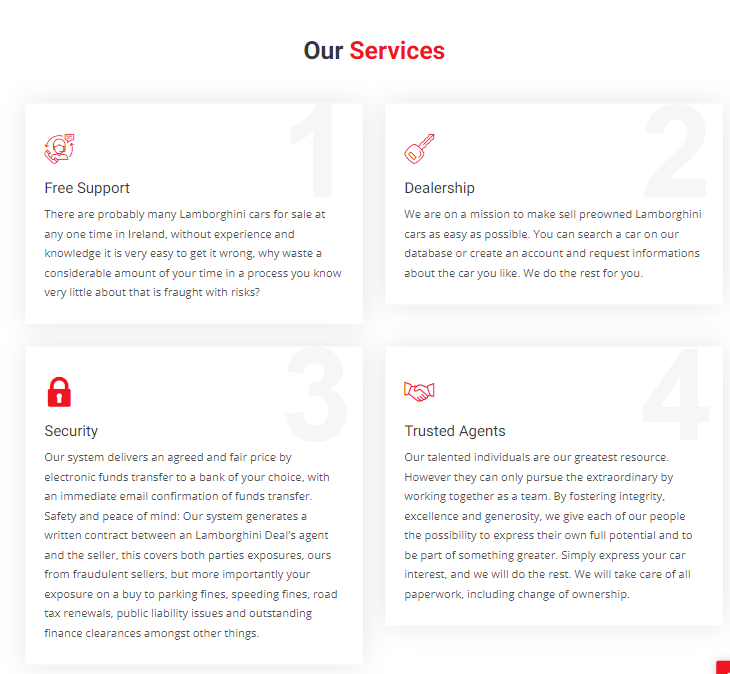 Our Services
1
Free Support
There are probably many Lamborghini cars for sale at
any one time in Ireland, without experience and
knowledge it is very easy to get it wrong, why waste a
considerable amount of your time in a process you know
very little about that is fraught with risks?
2
Dealership
We are on a mission to make sell preowned Lamborghini
cars as easy as possible. You can search a car on our
database or create an account and request informations
about the car you like. We do the rest for you.
3
Security
Our system delivers an agreed and fair price by
electronic funds transfer to a bank of your choice, with
an immediate email confirmation of funds transfer.
Safety and peace of mind: Our system generates a
written contract between an Lamborghini Deal's agent
and the seller, this covers both parties exposures, ours
from fraudulent sellers, but more importantly your
exposure on a buy to parking fines, speeding fines, road
tax renewals, public liability issues and outstanding
finance clearances amongst other things.
4
Trusted Agents
Our talented individuals are our greatest resource.
However they can only pursue the extraordinary by
working together as a team. By fostering integrity,
excellence and generosity, we give each of our people
the possibility to express their own full potential and to
be part of something greater. Simply express your car
interest, and we will do the rest. We will take care of all
paperwork, including change of ownership.